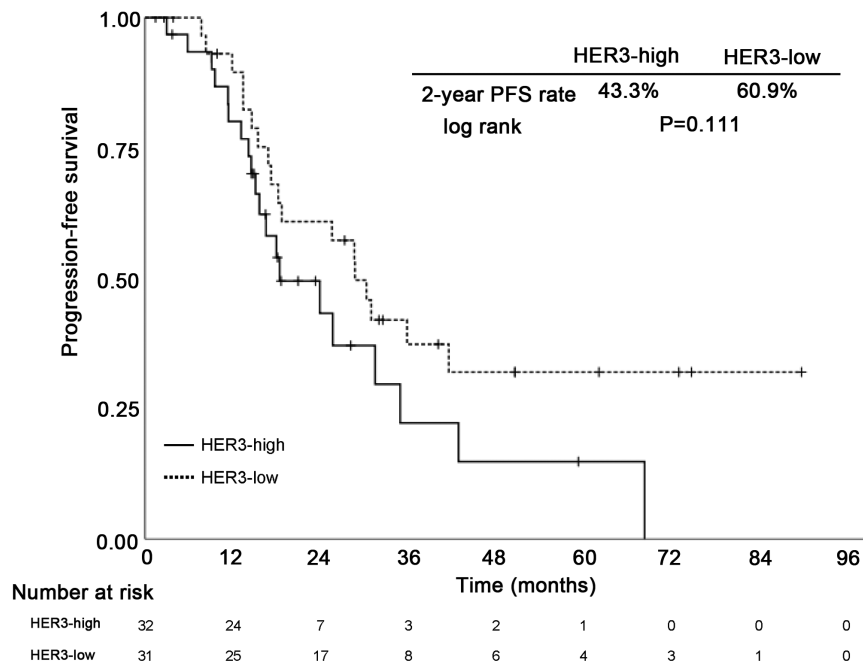 1.00
HER3-high HER3-low
2-year PFS rate 43.3% 60.9%
log rank P=0.111
0.75
0.50
0.25
0.00
Progression-free survival
HER3-high
HER3-low
0 12 24 36 48 60 72 84 96
Time (months)
Number at risk
HER3-high 32 24 7 3 2 1 0 0 0
HER3-low 31 25 17 8 6 4 3 1 0